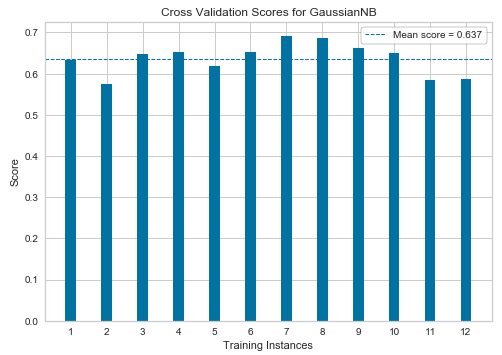 Cross Validation Scores for GaussianNB
Mean score = 0.637
0.7
0.6
0.5
0.4
0.3
0.2
0.1
0.0
Score
1 2 3 4 5 6 7 8 9 10 11 12
Training Instances